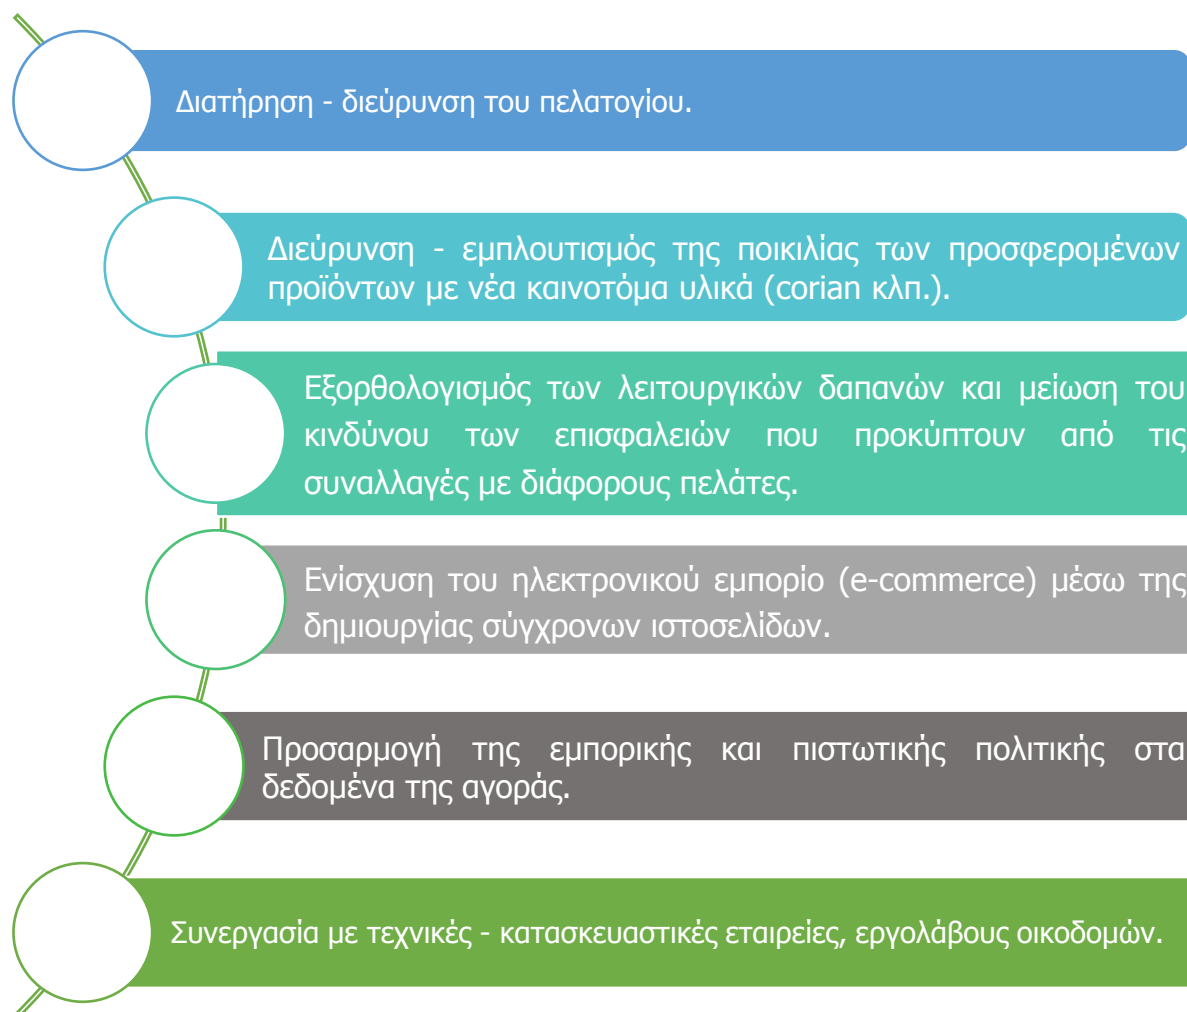 Διατήρηση - διεύρυνση του πελατογίου.
Διεύρυνση - εμπλουτισμός της ποικιλίας των προσφερομένων
προϊόντων με νέα καινοτόμα υλικά (corian κλπ.).
Εξορθολογισμός των λειτουργικών δαπανών και μείωση του
κινδύνου των επισφαλειών που προκύπτουν από τις
συναλλαγές με διάφορους πελάτες.
Ενίσχυση του ηλεκτρονικού εμπορίο (e-commerce) μέσω της
δημιουργίας σύγχρονων ιστοσελίδων.
Προσαρμογή της εμπορικής και πιστωτικής πολιτικής στα
δεδομένα της αγοράς.
Συνεργασία με τεχνικές - κατασκευαστικές εταιρείες, εργολάβους οικοδομών.